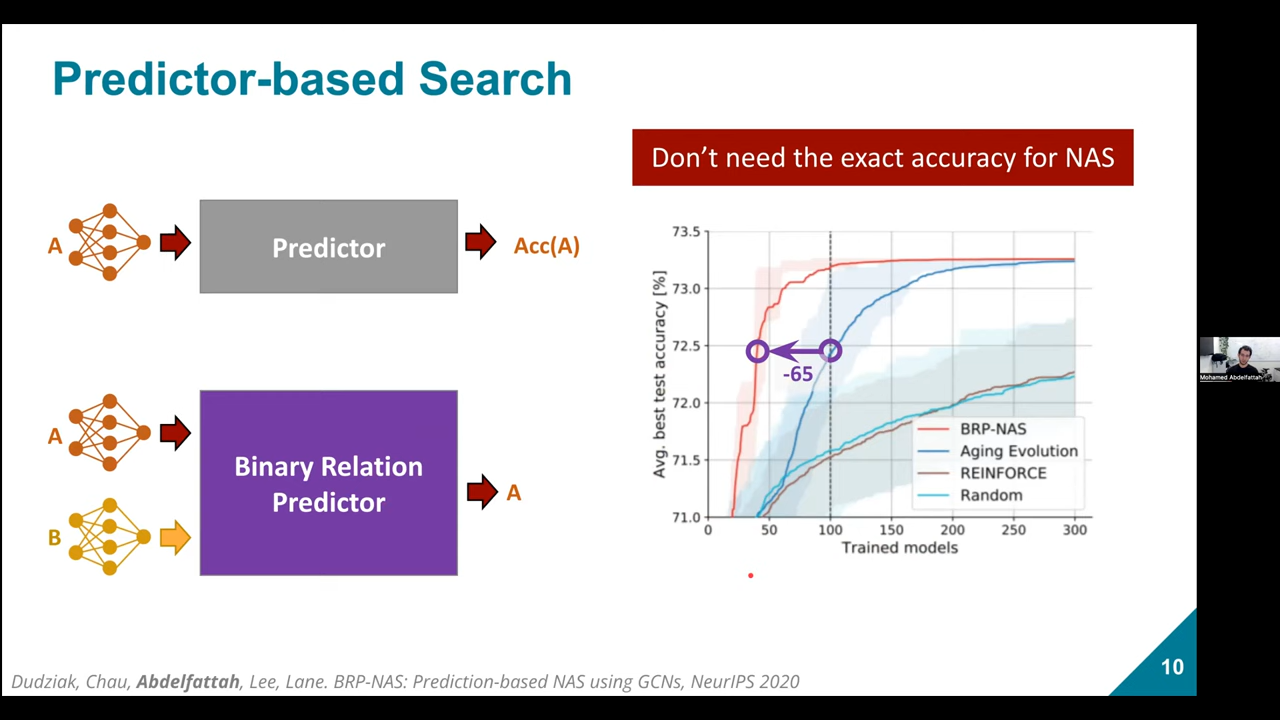 Predictor-based Search
Don't need the exact accuracy for NAS
A
Predictor
Acc(A)
A
B
Binary Relation
Predictor
A
Avg. best test accuracy [%]
73.5
73.0
72.5
72.0
71.5
71.0
-65
BRP-NAS
Aging Evolution
REINFORCE
Random
0 50 100 150 200 250 300
Trained models
Mohamed Abdelfattah
Dudziak, Chau, Abdelfattah, Lee, Lane. BRP-NAS: Prediction-based NAS using GCNs, NeurIPS 2020
10